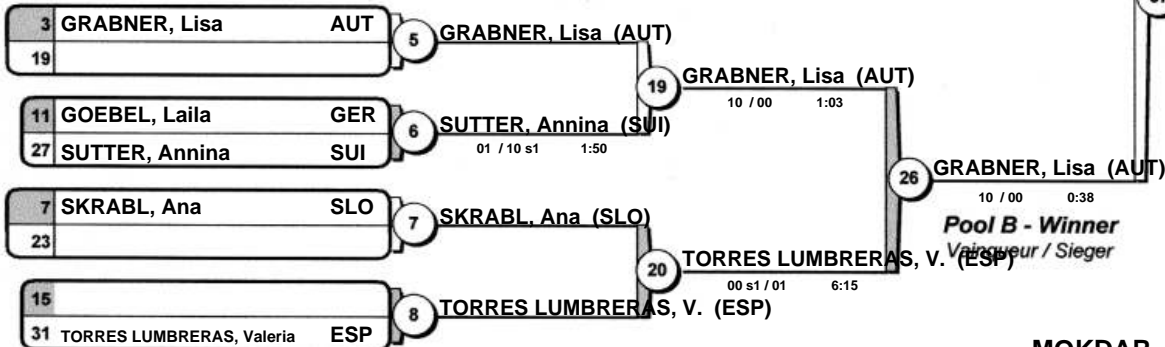 3 GRABNER, Lisa AUT
19
5 GRABNER, Lisa (AUT)
11 GOEBEL, Laila GER
27 SUTTER, Annina SUI
6 SUTTER, Annina (SUI)
01 / 10 s1 1:50
19 GRABNER, Lisa (AUT)
10 / 00 1:03
7 SKRABL, Ana SLO
23
7 SKRABL, Ana (SLO)
15
31 TORRES LUMBRERAS, Valeria ESP
8 TORRES LUMBRERAS, V. (ESP)
20 TORRES LUMBRERAS, V. (ESP)
00 s1 / 01 6:15
26 GRABNER, Lisa (AUT)
10 / 00 0:38
Pool B - Winner
Vainqueur / Sieger